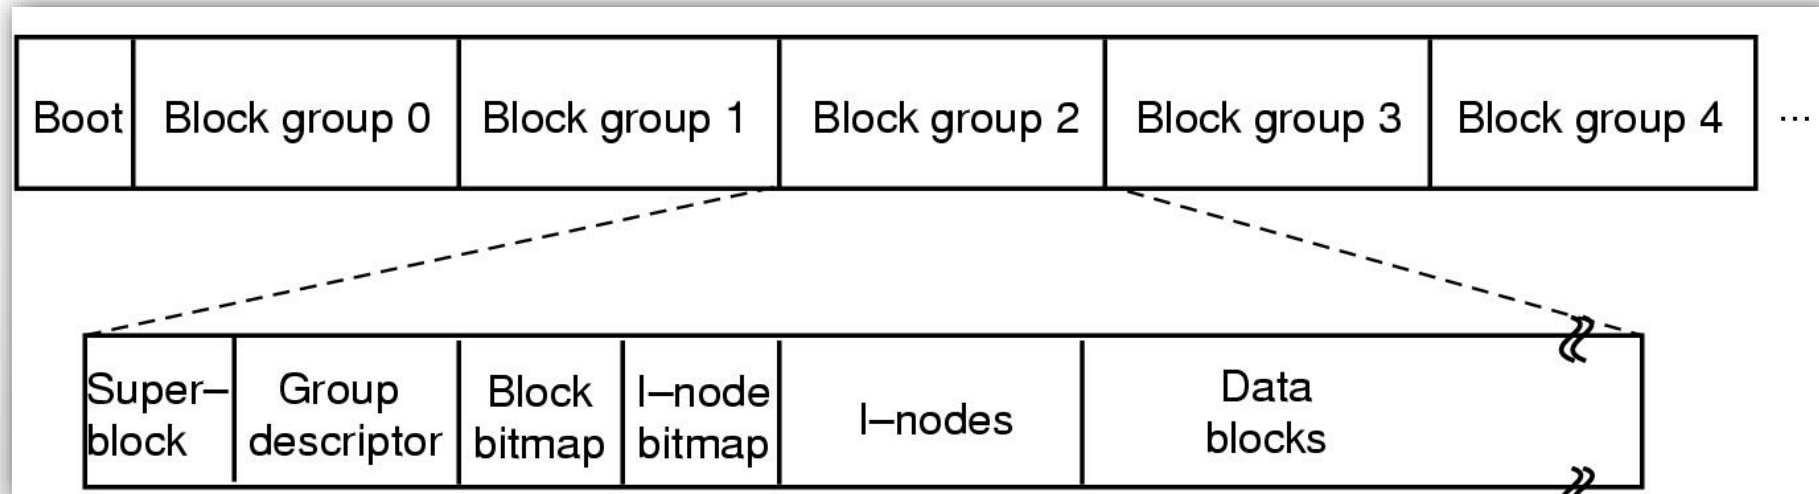 Boot Block group 0 Block group 1 Block group 2 Block group 3 Block group 4 ...
Super–
block
Group
descriptor
Block
bitmap
I–node
bitmap
I–nodes
Data
blocks